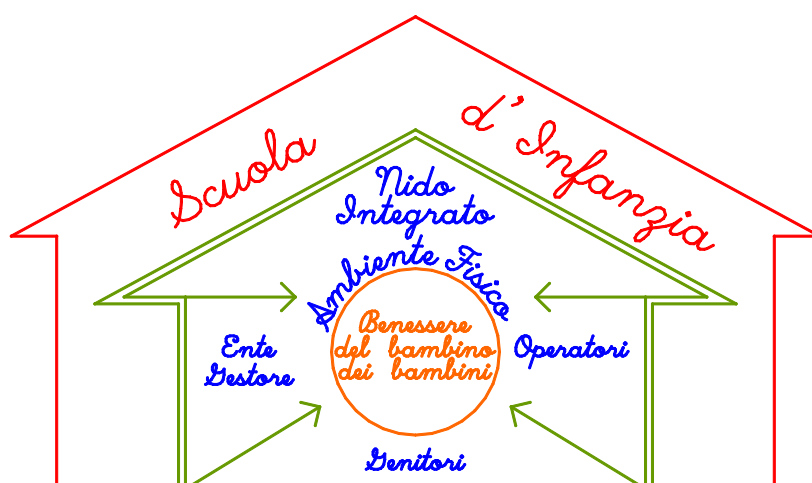 Scuola d' Infanzia
Nido
Integrato
Ambiente Fisico
Benessere
del bambino
dei bambini
Ente
Gestore
Operatori
Genitori